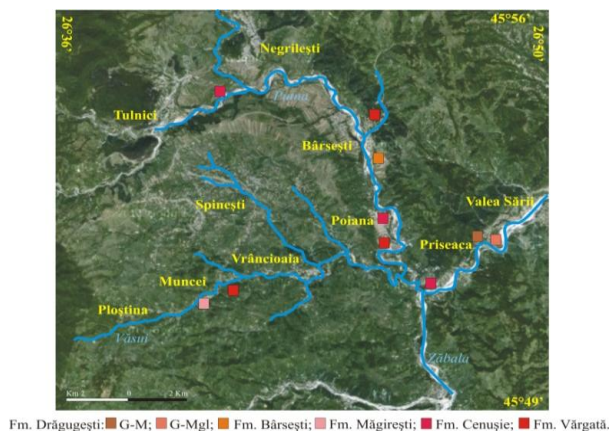 26°36'
45°56'
26°50'
Negrilești
Putna
Tulnici
Bârsești
Valea Sării
Spinești
Poiana
Priseaca
Vrâncioaia
Muncei
Ploștina
Văsui
Zăbala
Km 2 0 2 Km
45°49'
Fm. Drăgugești: G-M; G-Mgl; Fm. Bârsești; Fm. Măgirești; Fm. Cenușie; Fm. Vărgată.